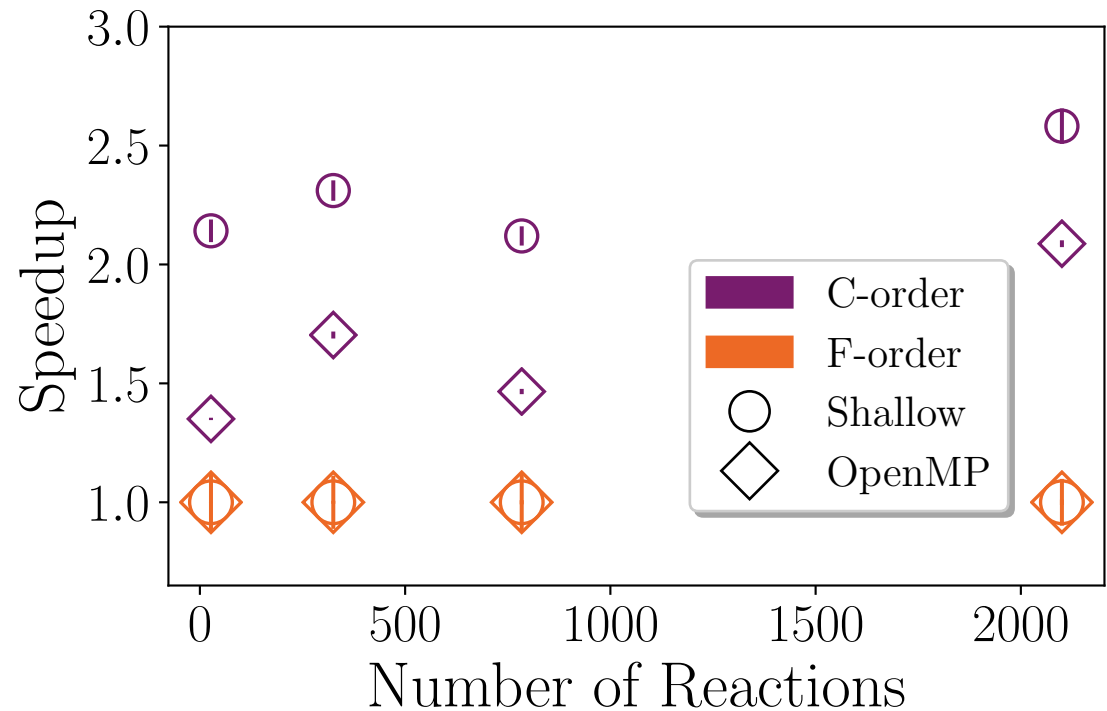 3.0
2.5
2.0
1.5
1.0
Speedup
0 500 1000 1500 2000
Number of Reactions
C-order
F-order
Shallow
OpenMP